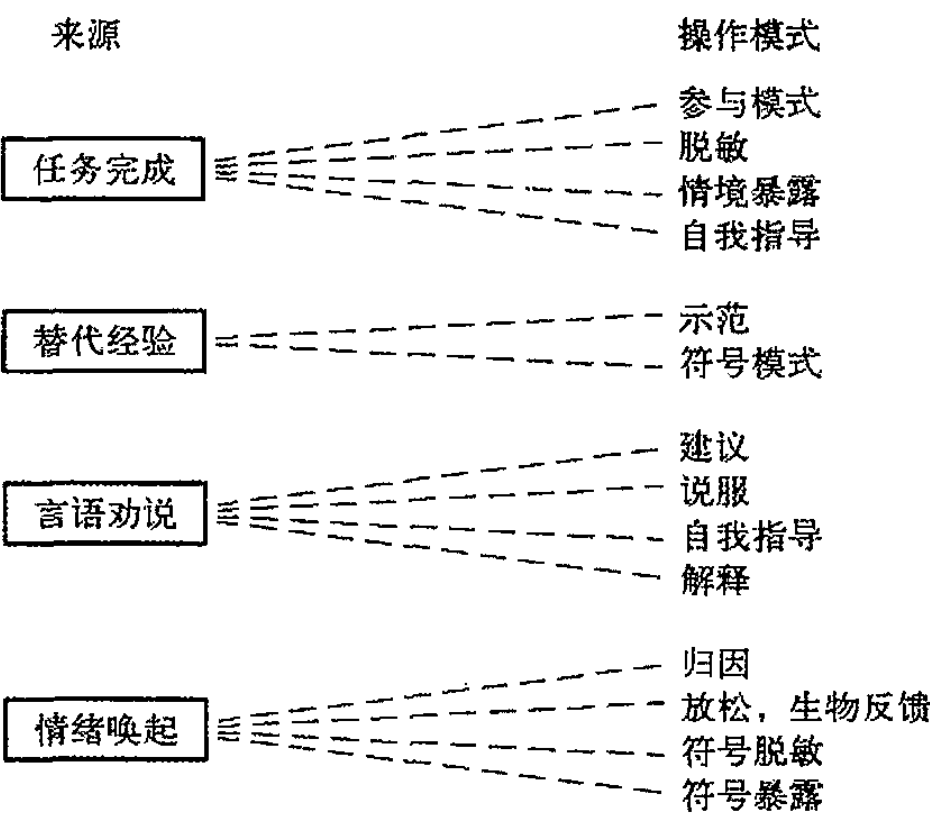 来源 操作模式
参与模式
任务完成 脱敏
情境暴露
自我指导
替代经验 示范
符号模式
建议
言语劝说 说服
自我指导
解释
归因
情绪唤起 放松，生物反馈
符号脱敏
符号暴露